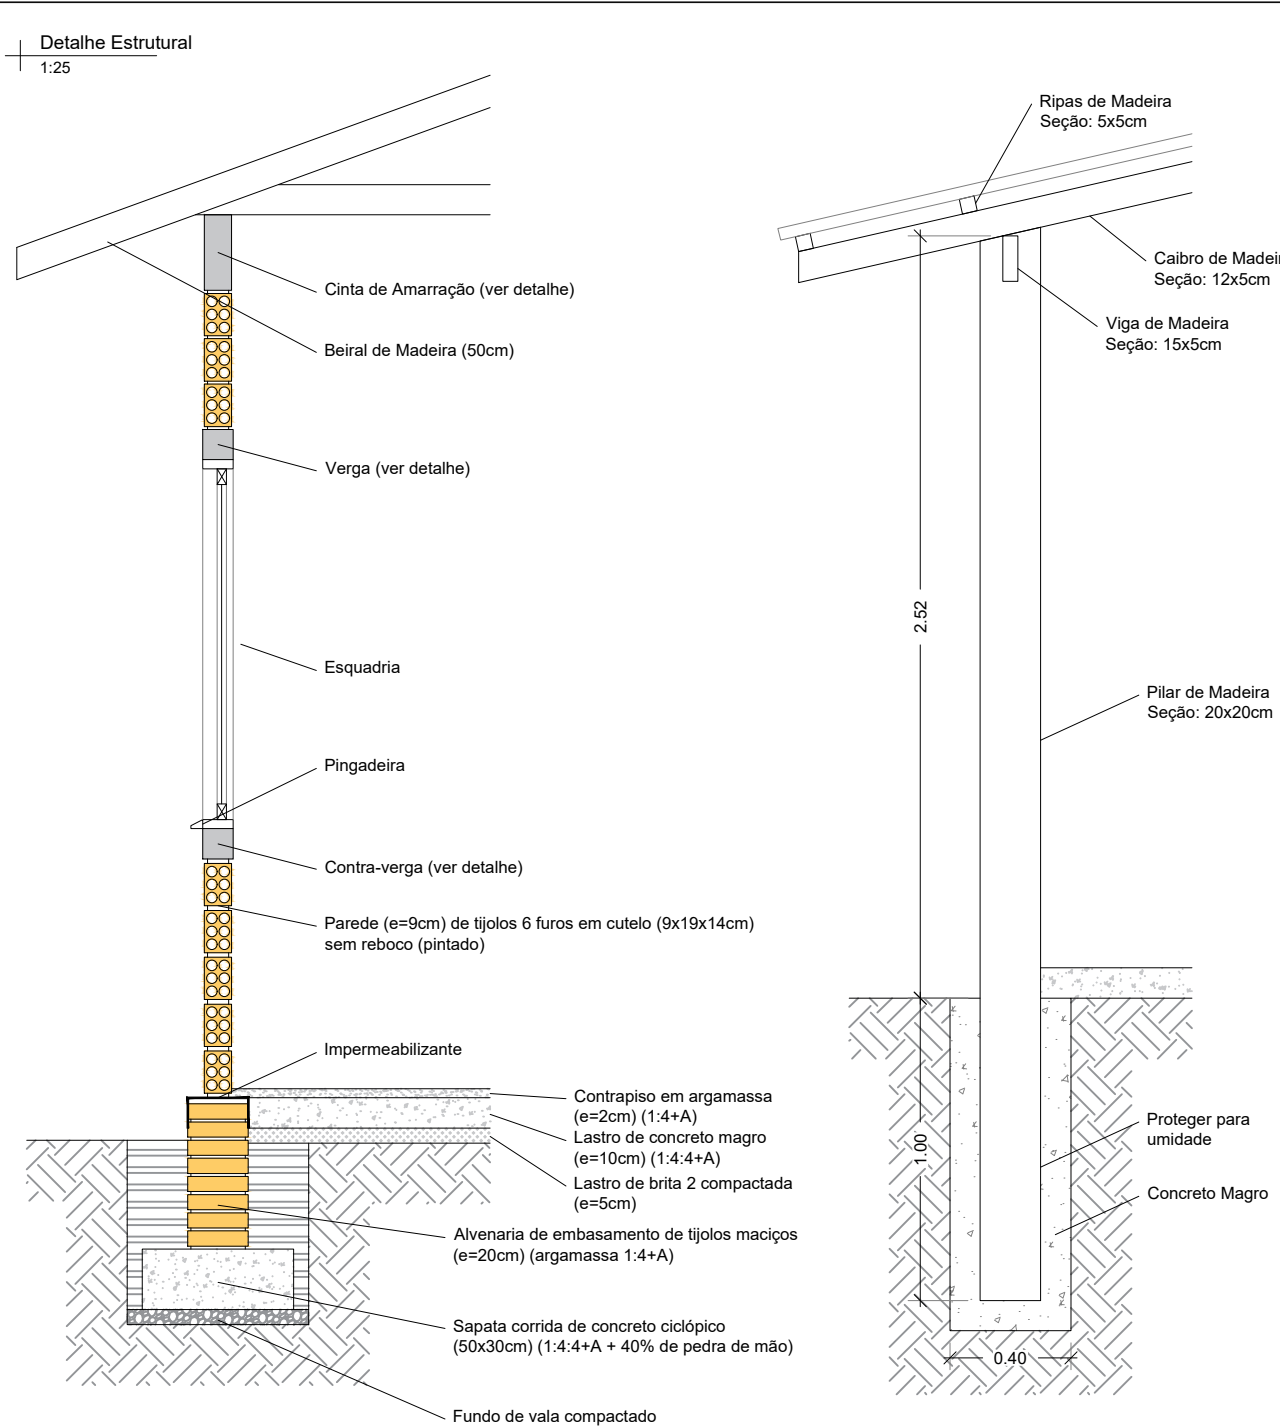 Detalhe Estrutural
1:25
Ripas de Madeira
Seção: 5x5cm
Caibro de Madeir
Seção: 12x5cm
Viga de Madeira
Seção: 15x5cm
Cinta de Amarração (ver detalhe)
Beiral de Madeira (50cm)
Verga (ver detalhe)
2.52
Esquadria
Pilar de Madeira
Seção: 20x20cm
Pingadeira
Contra-verga (ver detalhe)
Parede (e=9cm) de tijolos 6 furos em cutelo (9x19x14cm)
sem reboco (pintado)
Impermeabilizante
Contrapiso em argamassa
(e=2cm) (1:4+A)
Lastro de concreto magro
(e=10cm) (1:4:4+A)
Lastro de brita 2 compactada
(e=5cm)
1.00
Proteger para
umidade
Concreto Magro
Alvenaria de embasamento de tijolos maciços
(e=20cm) (argamassa 1:4+A)
Sapata corrida de concreto ciclópico
(50x30cm) (1:4:4+A + 40% de pedra de mão)
0.40
Fundo de vala compactado